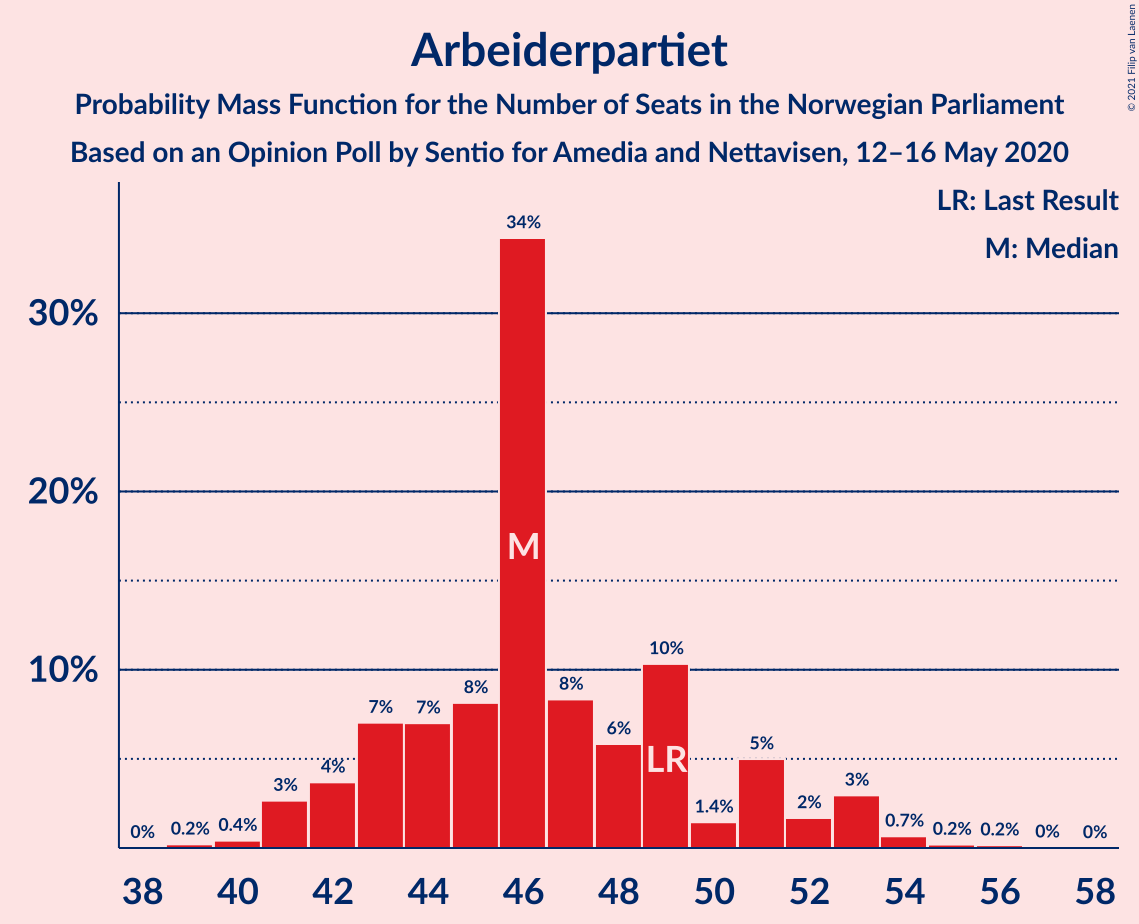 Arbeiderpartiet
Probability Mass Function for the Number of Seats in the Norwegian Parliament
Based on an Opinion Poll by Sentio for Amedia and Nettavisen, 12–16 May 2020
© 2021 Filip van Laenen
LR: Last Result
M: Median
34%
30%
20%
M
10%
10%
8%
8%
7%
7%
6%
LR
5%
4%
3%
3%
0%
0.2%
0.4%
1.4%
2%
0.7%
0.2%
0.2%
0%
0%
38 40 42 44 46 48 50 52 54 56 58